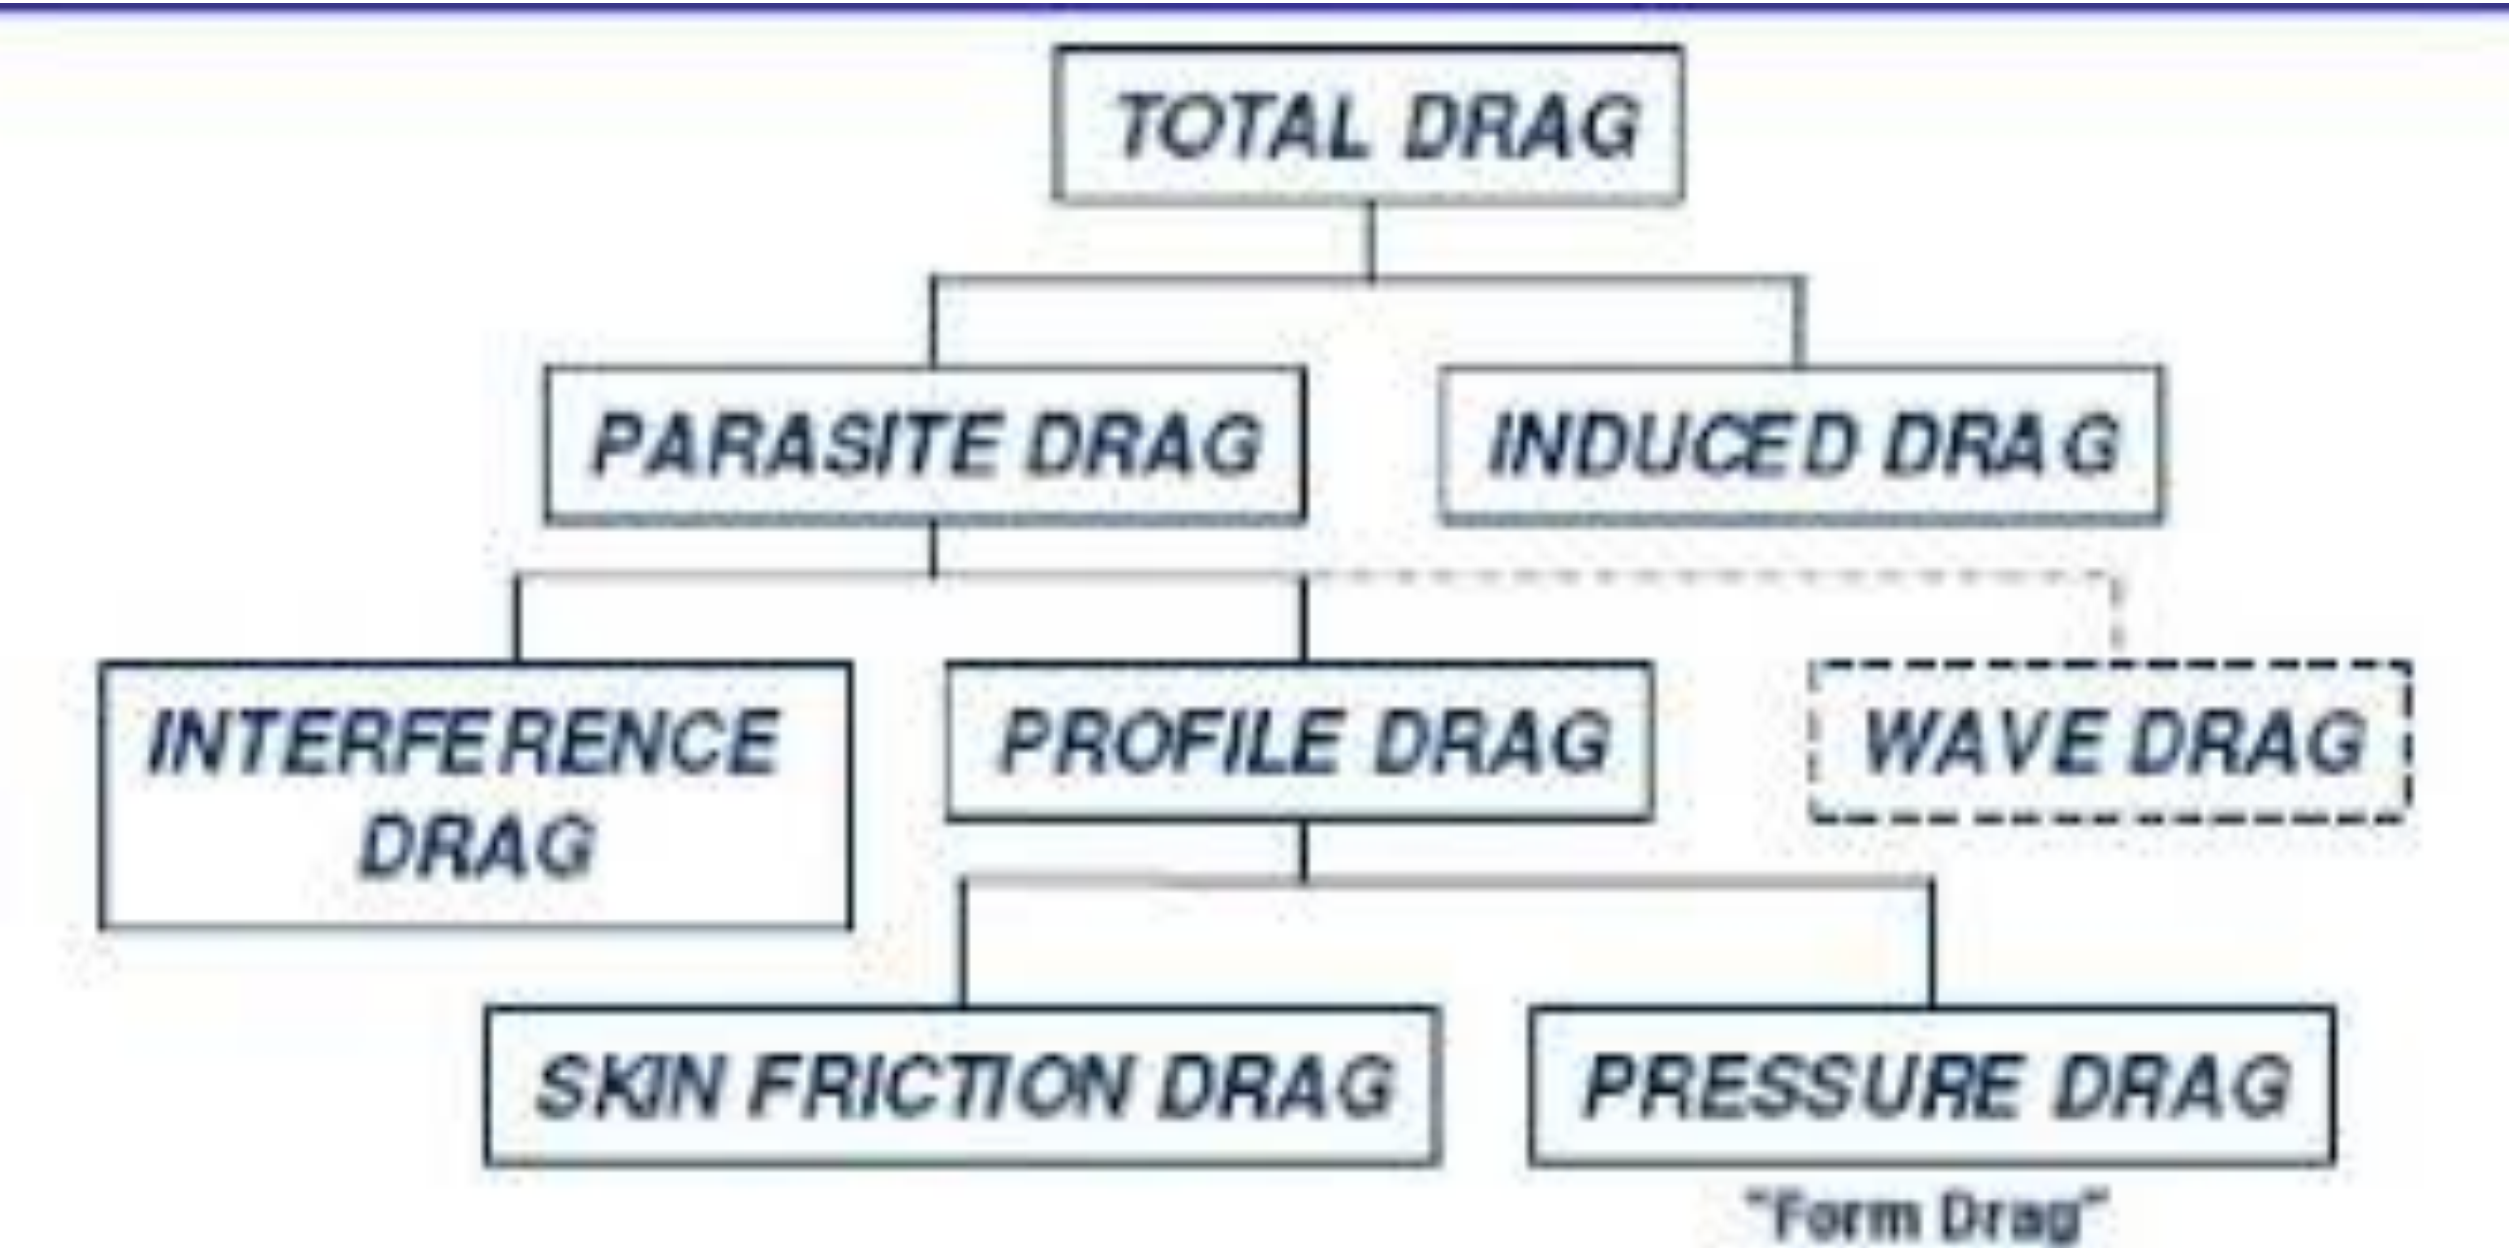 TOTAL DRAG
PARASITE DRAG
INDUCED DRAG
INTERFERENCE
DRAG
PROFILE DRAG
WAVE DRAG
SKIN FRICTION DRAG
PRESSURE DRAG
"Form Drag"